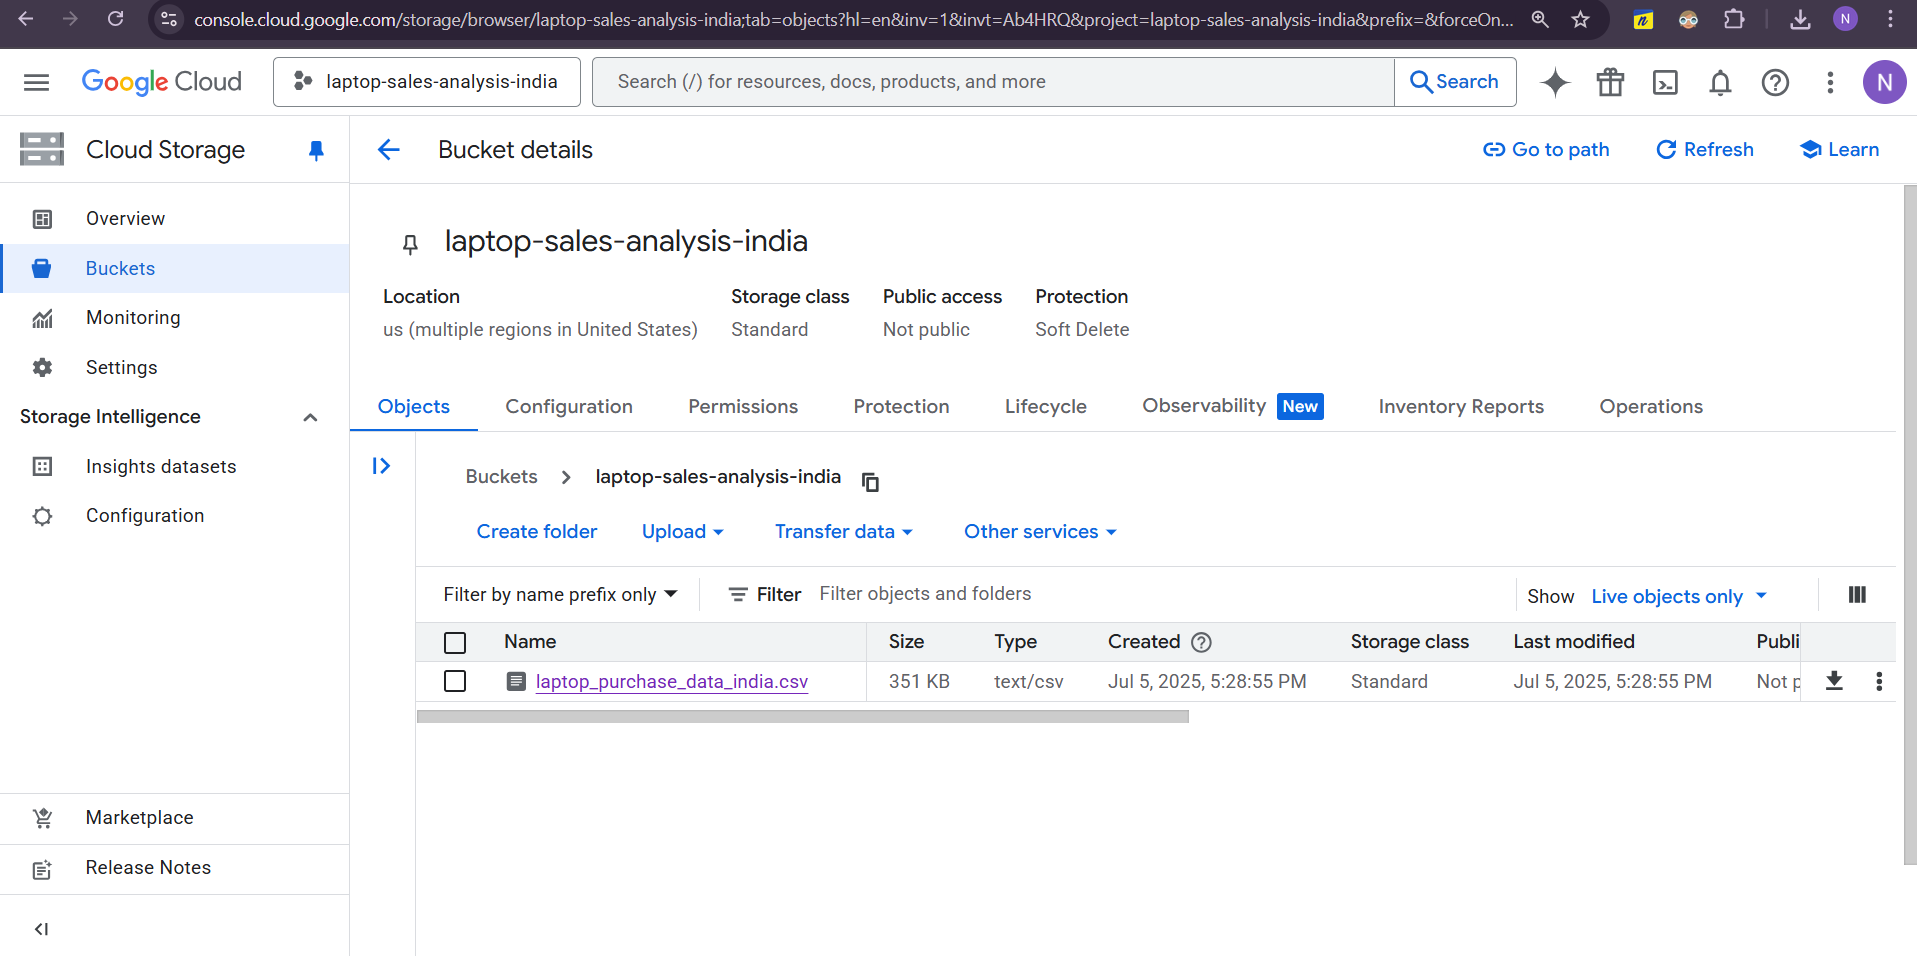 console.cloud.google.com/storage/browser/laptop-sales-analysis-india;tab=objects?hl=en&inv=1&invt=Ab4HRQ&project=laptop-sales-analysis-india&prefix=&forceOn...
N
Google Cloud
laptop-sales-analysis-india
Search (/) for resources, docs, products, and more
Search
N
Cloud Storage
Bucket details
Go to path
Refresh
Learn
Overview
Buckets
Monitoring
Settings
Storage Intelligence
Insights datasets
Configuration
Marketplace
Release Notes
laptop-sales-analysis-india
Location Storage class Public access Protection
us (multiple regions in United States) Standard Not public Soft Delete
Objects Configuration Permissions Protection Lifecycle Observability New Inventory Reports Operations
Buckets laptop-sales-analysis-india
Create folder Upload Transfer data Other services
Filter by name prefix only Filter Filter objects and folders Show Live objects only
Name Size Type Created Storage class Last modified Publi
laptop_purchase_data_india.csv 351 KB text/csv Jul 5, 2025, 5:28:55 PM Standard Jul 5, 2025, 5:28:55 PM Not p